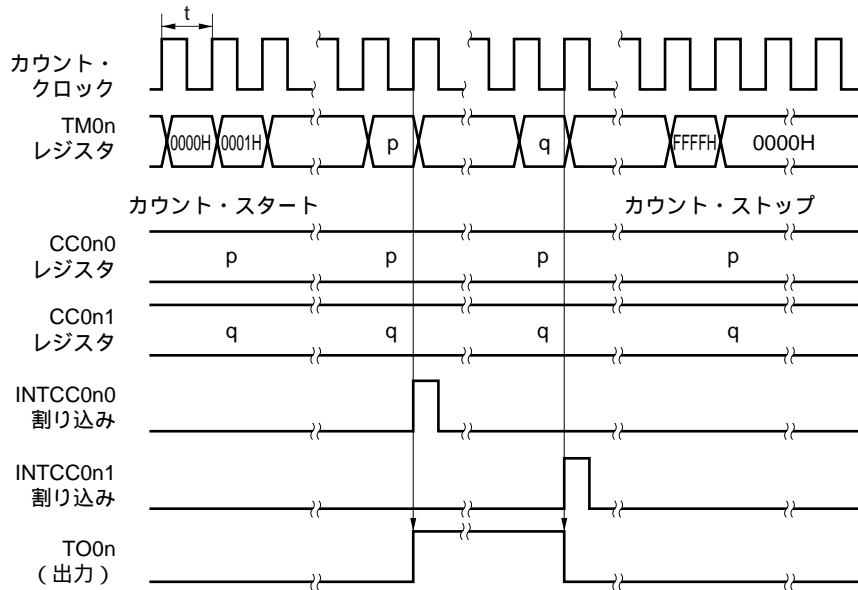 t
カウント・
クロック
TM0n
レジスタ
0000H 0001H p q FFFFH 0000H
カウント・スタート カウント・ストップ
CC0n0
レジスタ
p p p p
CC0n1
レジスタ
q q q q
INTCC0n0
割り込み
INTCC0n1
割り込み
TO0n
（出力）